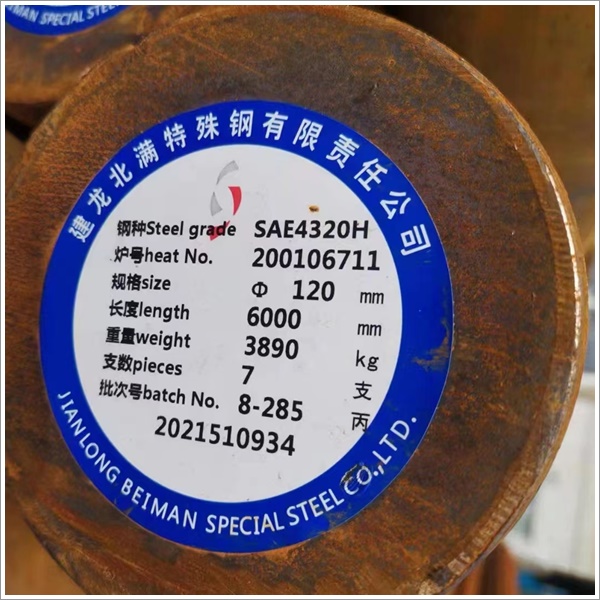 BEIMAN SPECIAL STEEL
建龙北满特殊钢有限责任公司
钢种Steel grade SAE4320H
炉号heat No. 200106711
规格size Φ 120 mm
长度length 6000 mm
重量weight 3890 kg
支数pieces 7 支
批次号batch No. 8-285 丙
2021510934
JIANLONG BEIMAN SPECIAL STEEL CO.,LTD.